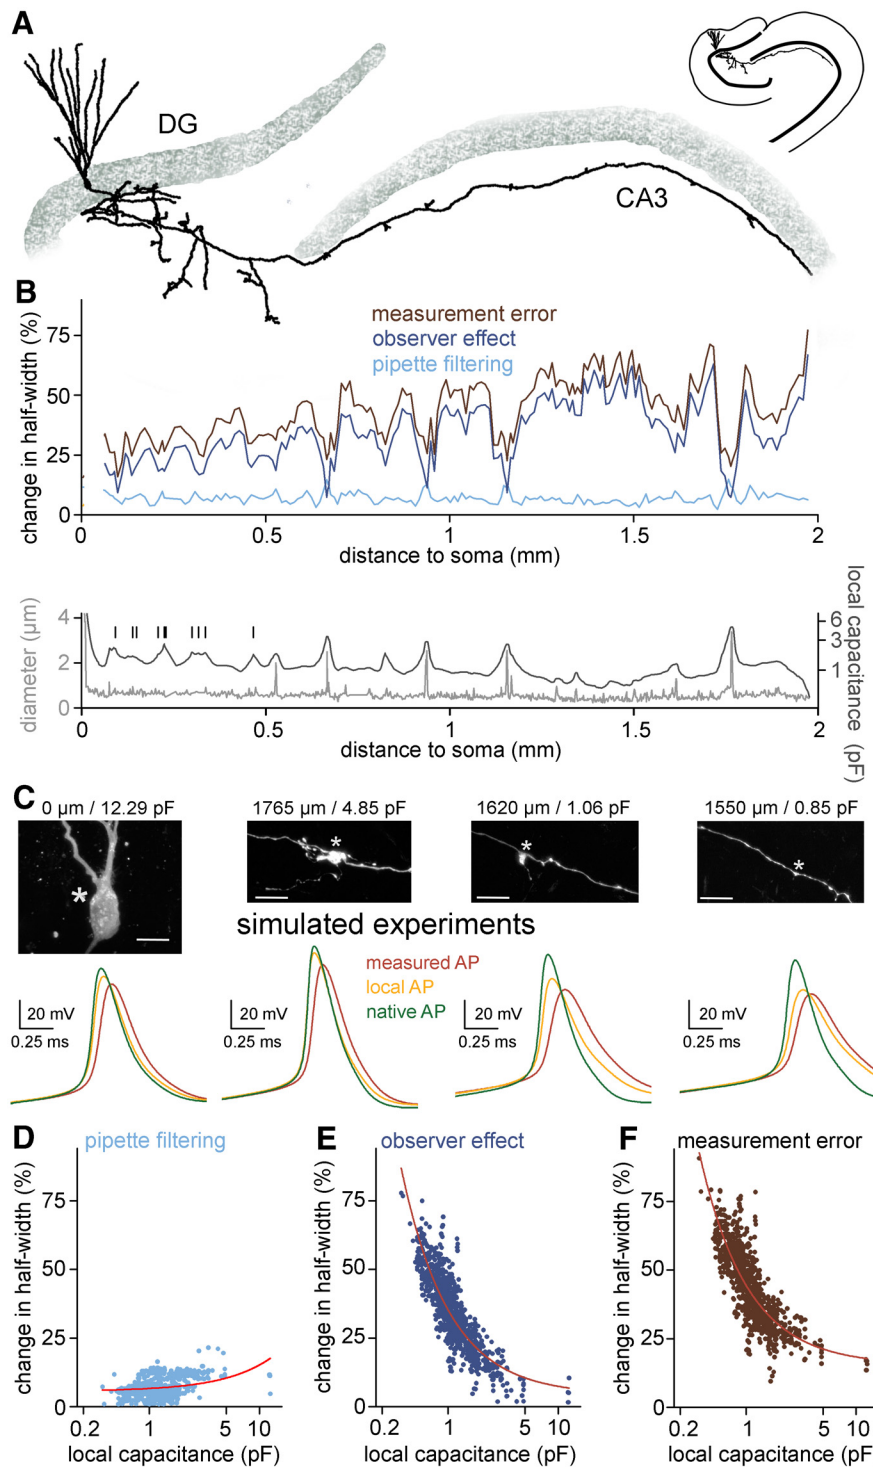 A
DG
CA3
B
measurement error
observer effect
pipette filtering
change in half-width (%)
75
50
25
0
0 0.5 1 1.5 2
distance to soma (mm)
diameter (µm)
4
2
0
local capacitance (pF)
6
3
1
0 0.5 1 1.5 2
distance to soma (mm)
C
0 µm / 12.29 pF 1765 µm / 4.85 pF 1620 µm / 1.06 pF 1550 µm / 0.85 pF
* * * *
simulated experiments
measured AP
local AP
native AP
20 mV 20 mV 20 mV 20 mV
0.25 ms 0.25 ms 0.25 ms 0.25 ms
D pipette filtering
change in half-width (%)
75
50
25
0
0.2 1 5 10
local capacitance (pF)
E observer effect
change in half-width (%)
75
50
25
0
0.2 1 5 10
local capacitance (pF)
F measurement error
change in half-width (%)
75
50
25
0
0.2 1 5 10
local capacitance (pF)